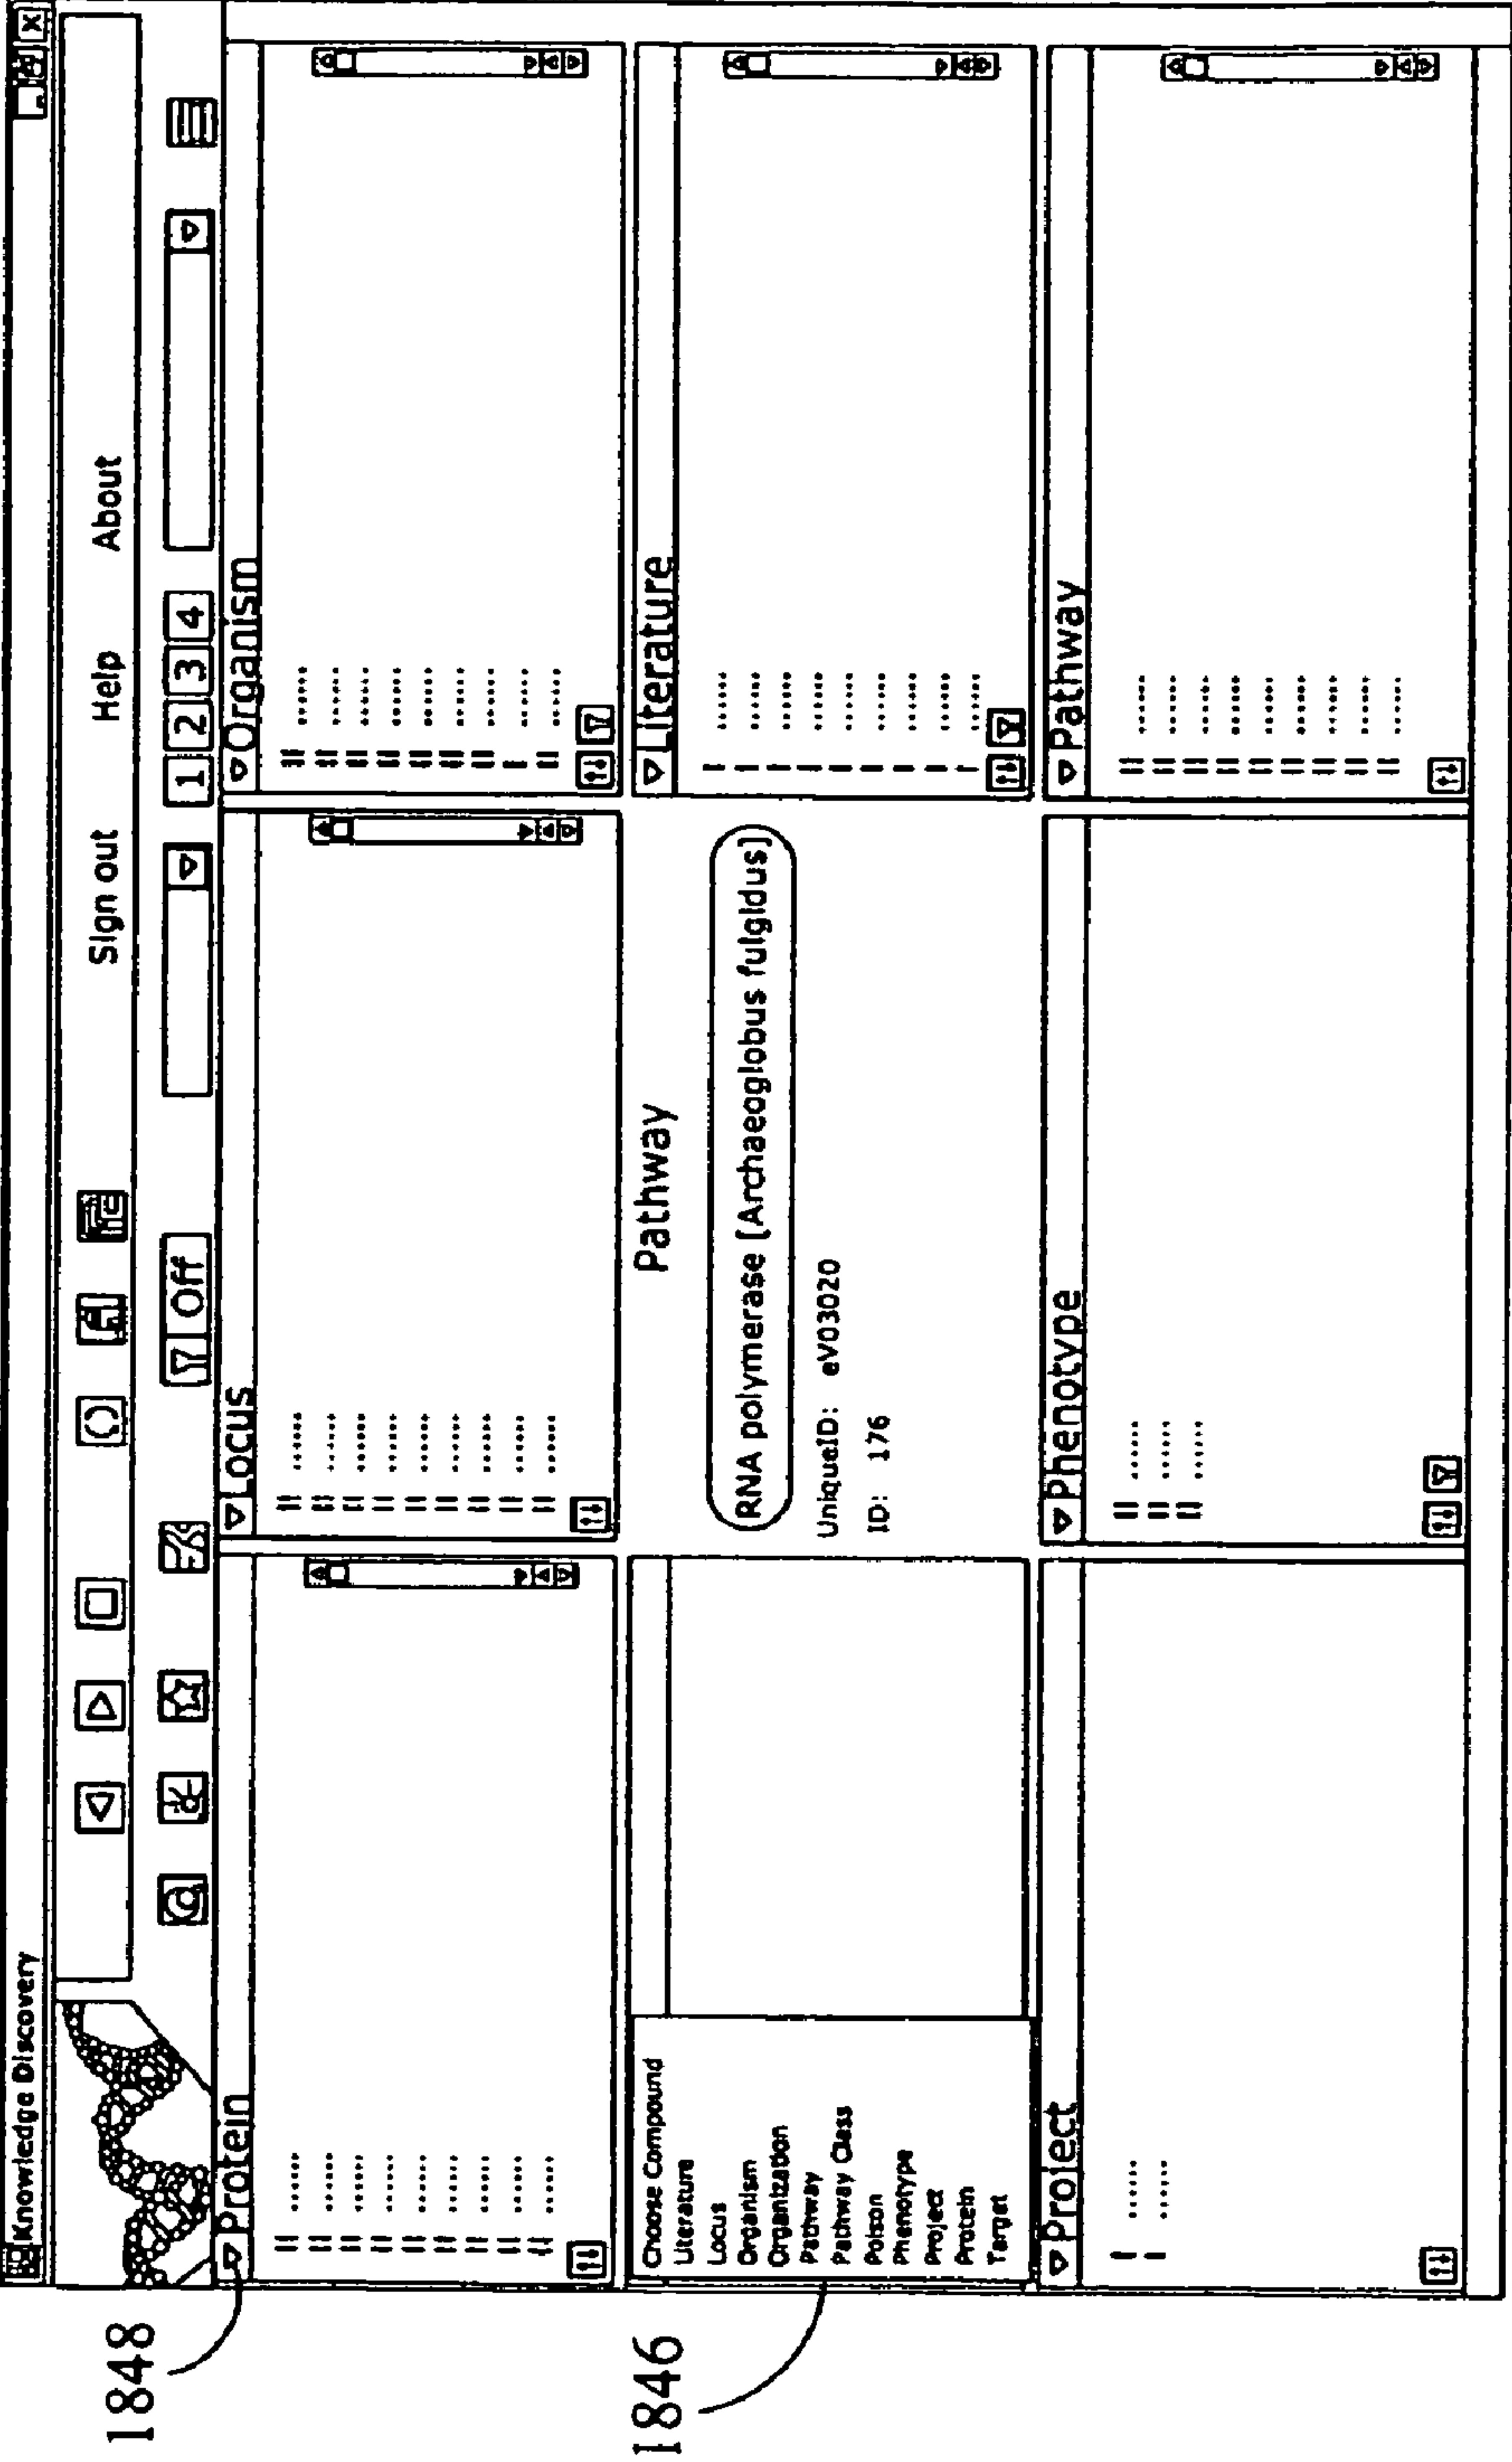 Knowledge Discovery
Sign out Help About
Off 1 2 3 4
1848
Protein
Locus
Organism
1846
Choose Compound
Literature
Locus
Organism
Organization
Pathway
Pathway Class
Poison
Phenotype
Project
Protein
Target
Pathway
RNA polymerase [Archaeoglobus fulgidus]
UniqueID: eV03020
ID: 176
Literature
Project
Phenotype
Pathway